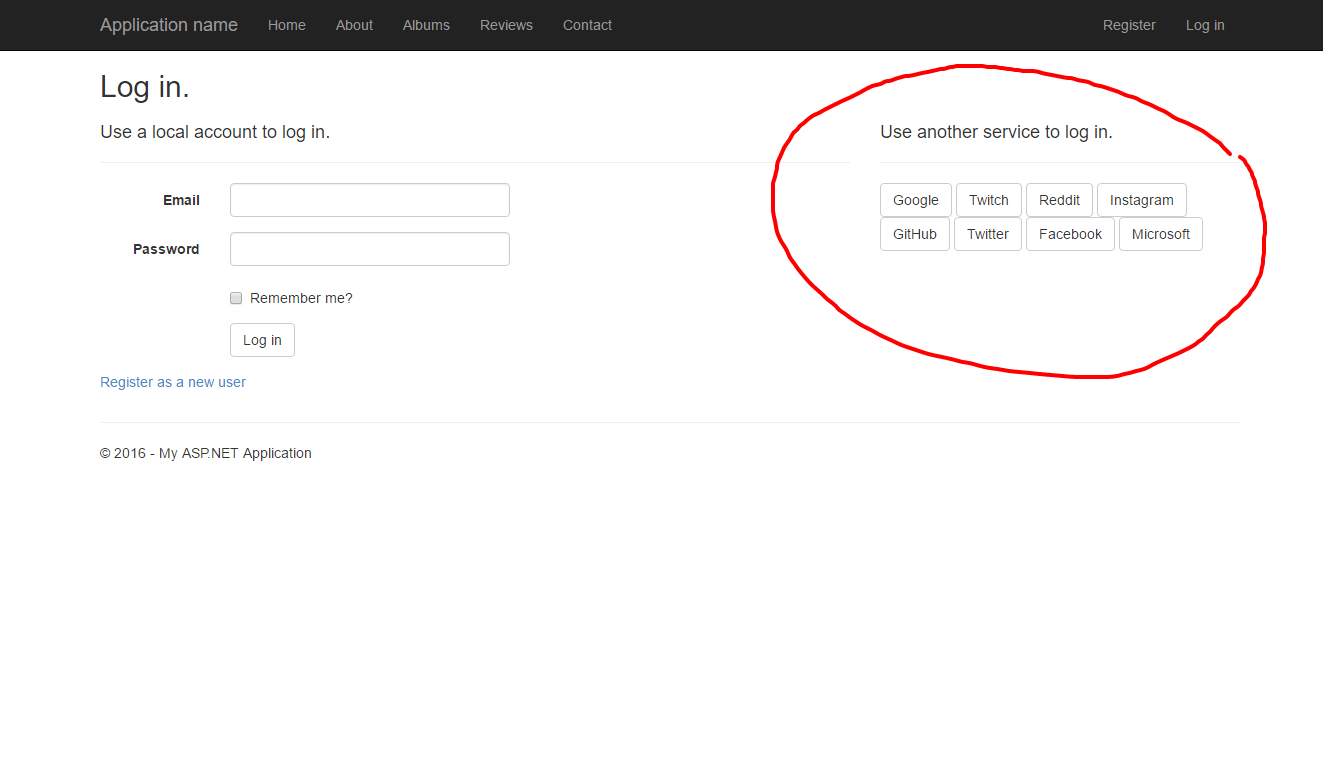 Application name Home About Albums Reviews Contact Register Log in
Log in.
Use a local account to log in.
Email
Password
Remember me?
Log in
Register as a new user
Use another service to log in.
Google Twitch Reddit Instagram
GitHub Twitter Facebook Microsoft
© 2016 - My ASP.NET Application